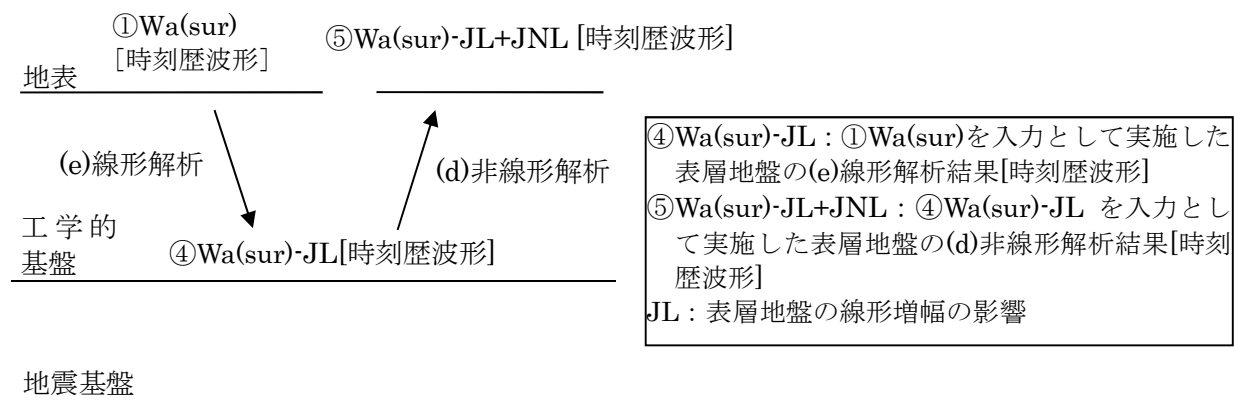 ①Wa(sur)
[時刻歴波形]
⑤Wa(sur)-JL+JNL [時刻歴波形]
地表
(e)線形解析
(d)非線形解析
工学的
基盤
④Wa(sur)-JL[時刻歴波形]
④Wa(sur)-JL：①Wa(sur)を入力として実施した
表層地盤の(e)線形解析結果[時刻歴波形]
⑤Wa(sur)-JL+JNL：④Wa(sur)-JL を入力とし
て実施した表層地盤の(d)非線形解析結果[時刻
歴波形]
JL：表層地盤の線形増幅の影響
地震基盤